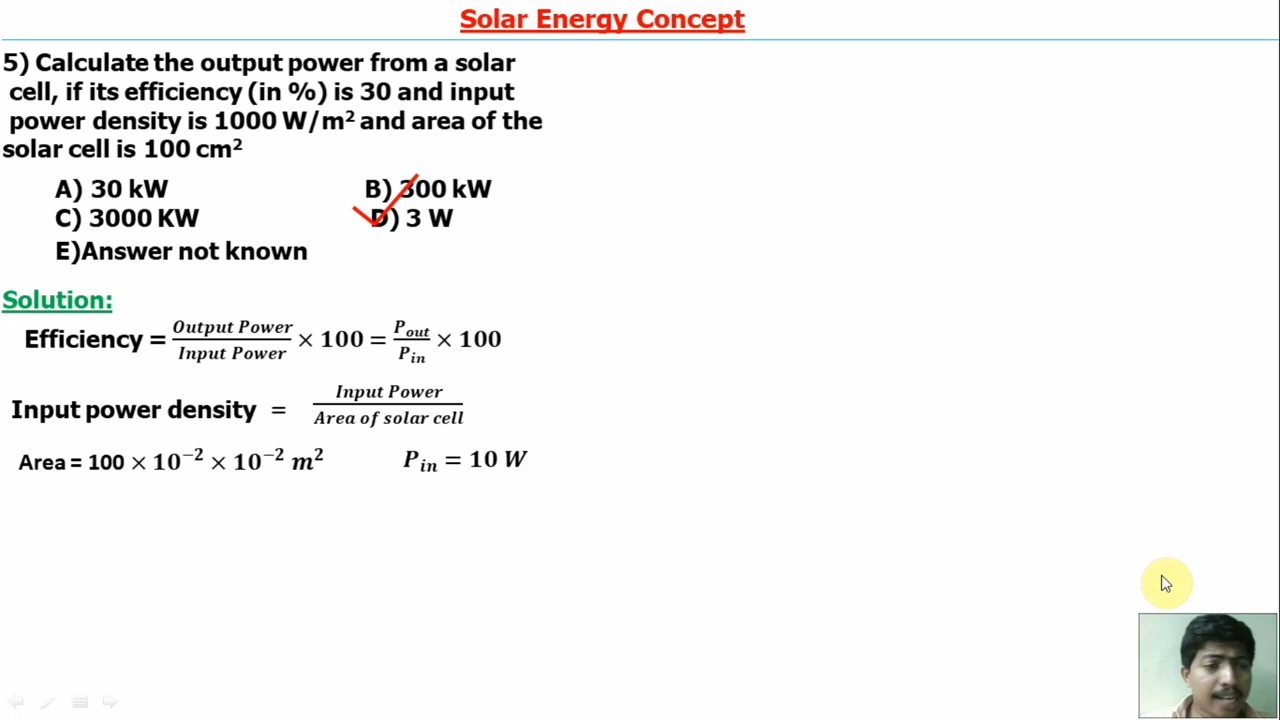 Solar Energy Concept
5) Calculate the output power from a solar
cell, if its efficiency (in %) is 30 and input
power density is 1000 W/m² and area of the
solar cell is 100 cm²
A) 30 kW B) 300 kW
C) 3000 KW D) 3 W
E)Answer not known
Solution:
Efficiency = Output Power / Input Power × 100 = P_out / P_in × 100
Input power density = Input Power / Area of solar cell
Area = 100 × 10⁻² × 10⁻² m² P_in = 10 W